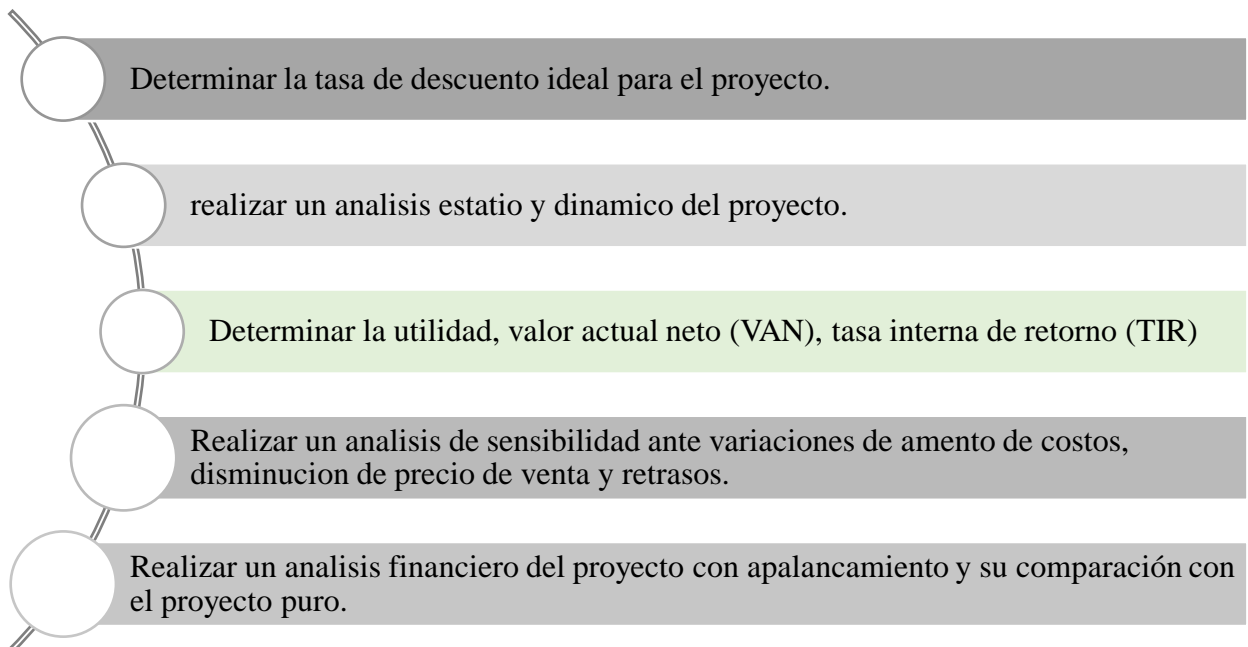 Determinar la tasa de descuento ideal para el proyecto.
realizar un analisis estatio y dinamico del proyecto.
Determinar la utilidad, valor actual neto (VAN), tasa interna de retorno (TIR)
Realizar un analisis de sensibilidad ante variaciones de amento de costos,
disminucion de precio de venta y retrasos.
Realizar un analisis financiero del proyecto con apalancamiento y su comparación con
el proyecto puro.